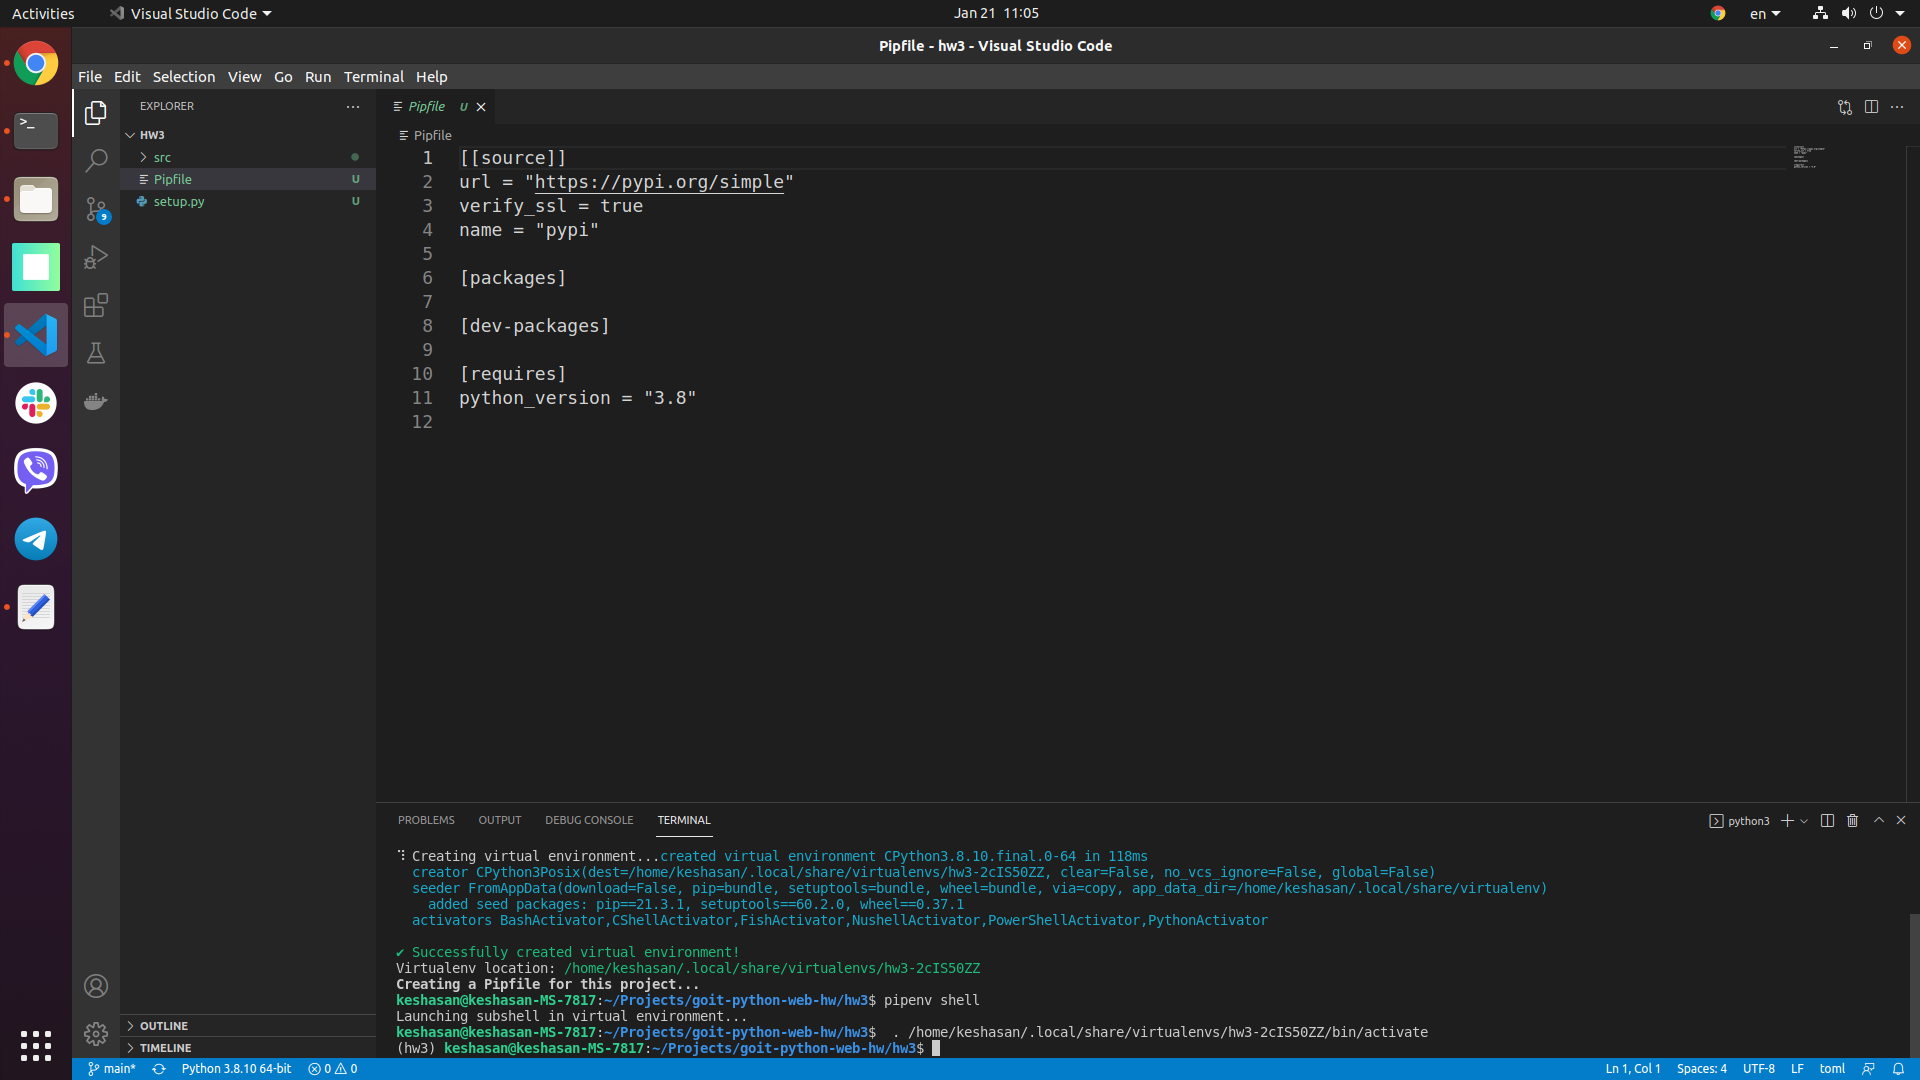 Activities
Visual Studio Code
Jan 21 11:05
en
Pipfile - hw3 - Visual Studio Code
File Edit Selection View Go Run Terminal Help
EXPLORER
HW3
src
Pipfile U
setup.py U
9
Pipfile U
Pipfile
1 [[source]]
2 url = "https://pypi.org/simple"
3 verify_ssl = true
4 name = "pypi"
5
6 [packages]
7
8 [dev-packages]
9
10 [requires]
11 python_version = "3.8"
12
PROBLEMS OUTPUT DEBUG CONSOLE TERMINAL
python3
Creating virtual environment...created virtual environment CPython3.8.10.final.0-64 in 118ms
creator CPython3Posix(dest=/home/keshasan/.local/share/virtualenvs/hw3-2cIS50ZZ, clear=False, no_vcs_ignore=False, global=False)
seeder FromAppData(download=False, pip=bundle, setuptools=bundle, wheel=bundle, via=copy, app_data_dir=/home/keshasan/.local/share/virtualenv)
added seed packages: pip==21.3.1, setuptools==60.2.0, wheel==0.37.1
activators BashActivator,CShellActivator,FishActivator,NushellActivator,PowerShellActivator,PythonActivator
✔ Successfully created virtual environment!
Virtualenv location: /home/keshasan/.local/share/virtualenvs/hw3-2cIS50ZZ
Creating a Pipfile for this project...
keshasan@keshasan-MS-7817:~/Projects/goit-python-web-hw/hw3$ pipenv shell
Launching subshell in virtual environment...
keshasan@keshasan-MS-7817:~/Projects/goit-python-web-hw/hw3$  . /home/keshasan/.local/share/virtualenvs/hw3-2cIS50ZZ/bin/activate
(hw3) keshasan@keshasan-MS-7817:~/Projects/goit-python-web-hw/hw3$
OUTLINE
TIMELINE
main* Python 3.8.10 64-bit 0 0
Ln 1, Col 1 Spaces: 4 UTF-8 LF toml